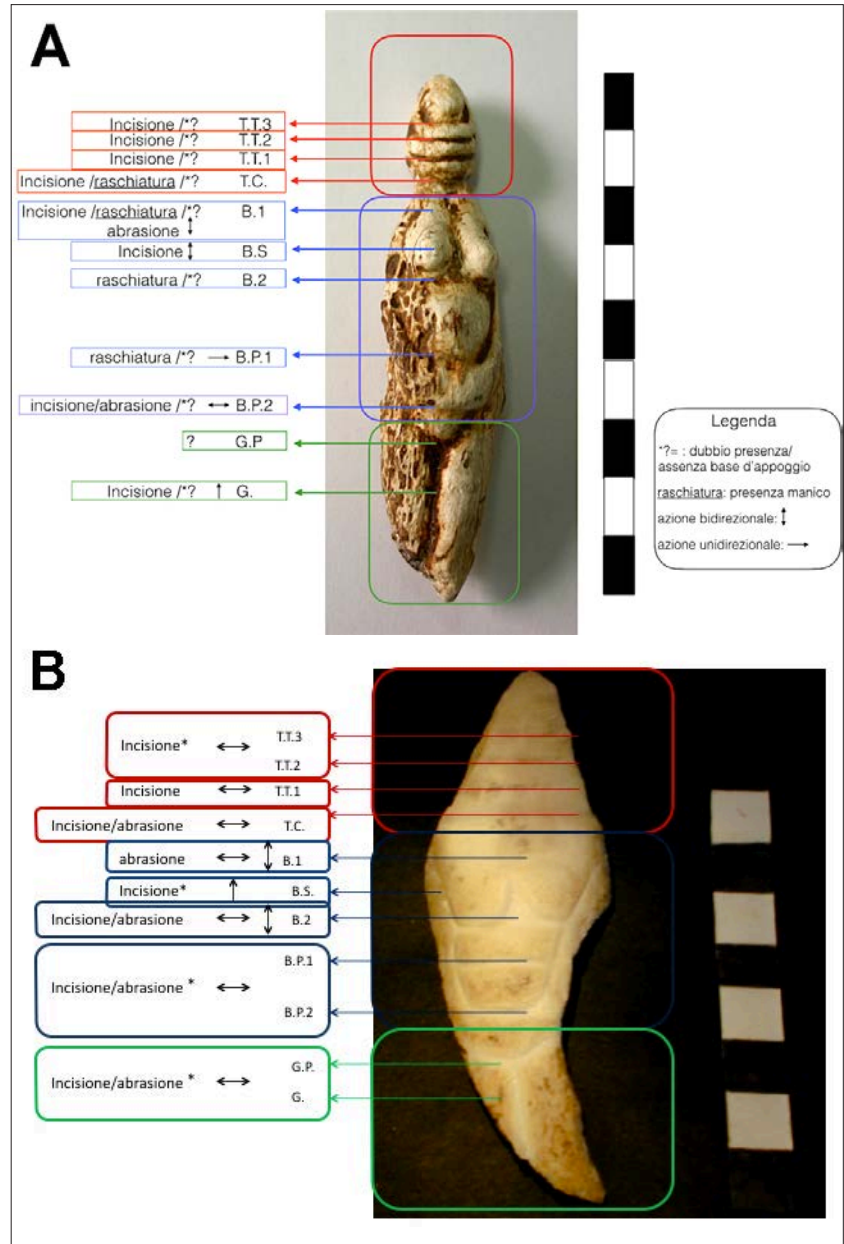 A
Incisione /*? T.T.3
Incisione /*? T.T.2
Incisione /*? T.T.1
Incisione /raschiatura /*? T.C.
Incisione /raschiatura /*? B.1
abrasione ↕
Incisione ↕ B.S
raschiatura /*? B.2
raschiatura /*? → B.P.1
incisione/abrasione /*? ↔ B.P.2
? G.P
Incisione /*? ↑ G.
Legenda
*?= : dubbio presenza/
assenza base d'appoggio
raschiatura: presenza manico
azione bidirezionale: ↕
azione unidirezionale: →
B
Incisione* ↔ T.T.3
T.T.2
Incisione ↔ T.T.1
Incisione/abrasione ↔ T.C.
abrasione ↔ ↕ B.1
Incisione* ↑ B.S.
Incisione/abrasione ↔ ↕ B.2
B.P.1
Incisione/abrasione * ↔
B.P.2
G.P.
Incisione/abrasione * ↔
G.